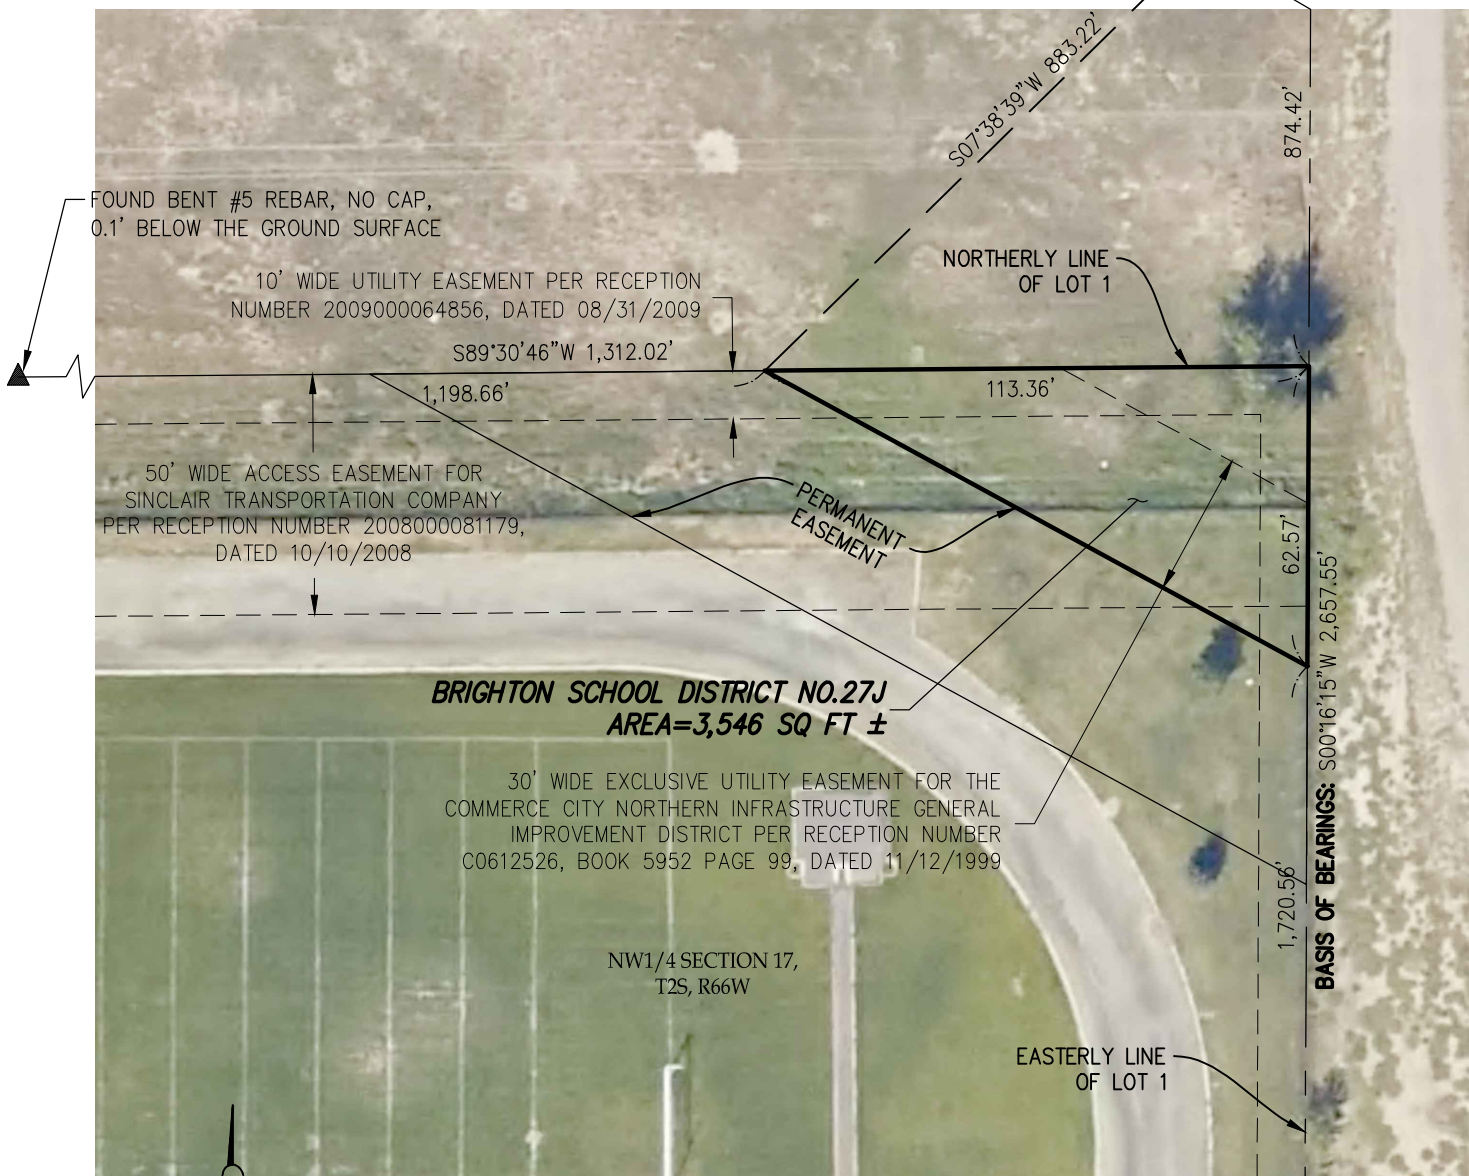 S07°38'39"W 883.22'
874.42'
FOUND BENT #5 REBAR, NO CAP,
0.1' BELOW THE GROUND SURFACE
NORTHERLY LINE
OF LOT 1
10' WIDE UTILITY EASEMENT PER RECEPTION
NUMBER 2009000064856, DATED 08/31/2009
S89°30'46"W 1,312.02'
1,198.66'
113.36'
50' WIDE ACCESS EASEMENT FOR
SINCLAIR TRANSPORTATION COMPANY
PER RECEPTION NUMBER 2008000081179,
DATED 10/10/2008
PERMANENT
EASEMENT
62.57'
BASIS OF BEARINGS: S00°16'15"W 2,657.55'
BRIGHTON SCHOOL DISTRICT NO.27J
AREA=3,546 SQ FT ±
30' WIDE EXCLUSIVE UTILITY EASEMENT FOR THE
COMMERCE CITY NORTHERN INFRASTRUCTURE GENERAL
IMPROVEMENT DISTRICT PER RECEPTION NUMBER
C0612526, BOOK 5952 PAGE 99, DATED 11/12/1999
1,720.56'
NW1/4 SECTION 17,
T2S, R66W
EASTERLY LINE
OF LOT 1